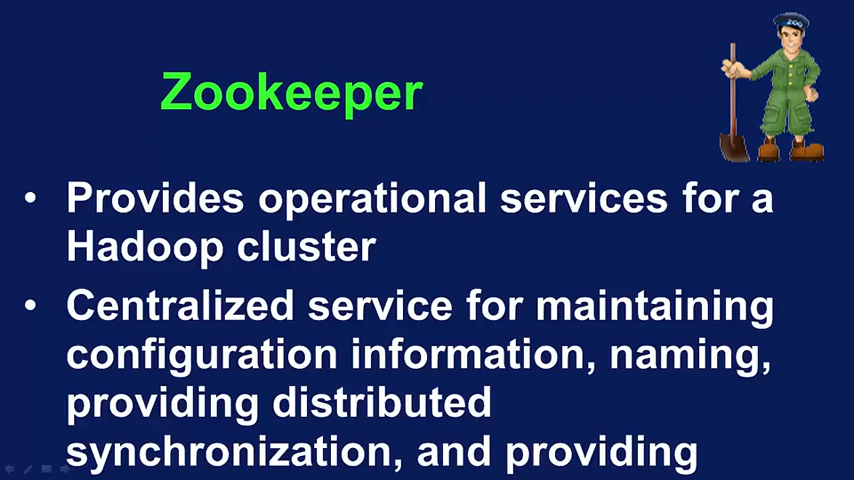 ZOO
Zookeeper
• Provides operational services for a
Hadoop cluster
• Centralized service for maintaining
configuration information, naming,
providing distributed
synchronization, and providing